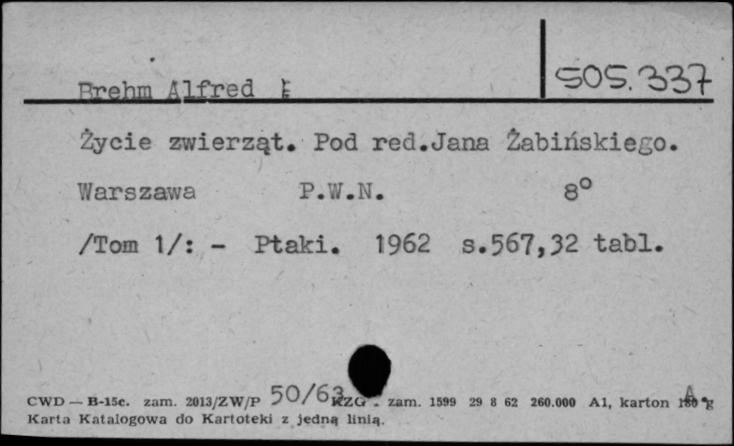 Brehm Alfred E
505.337
Życie zwierząt. Pod red.Jana Żabińskiego.
Warszawa P.W.N. 8°
/Tom 1/: - Ptaki. 1962 s.567,32 tabl.
50/63 A.
CWD — B-15c. zam. 2013/ZW/P KZG - zam. 1599 29 8 62 260.000 A1, karton 180 g
Karta Katalogowa do Kartoteki z jedną linią.